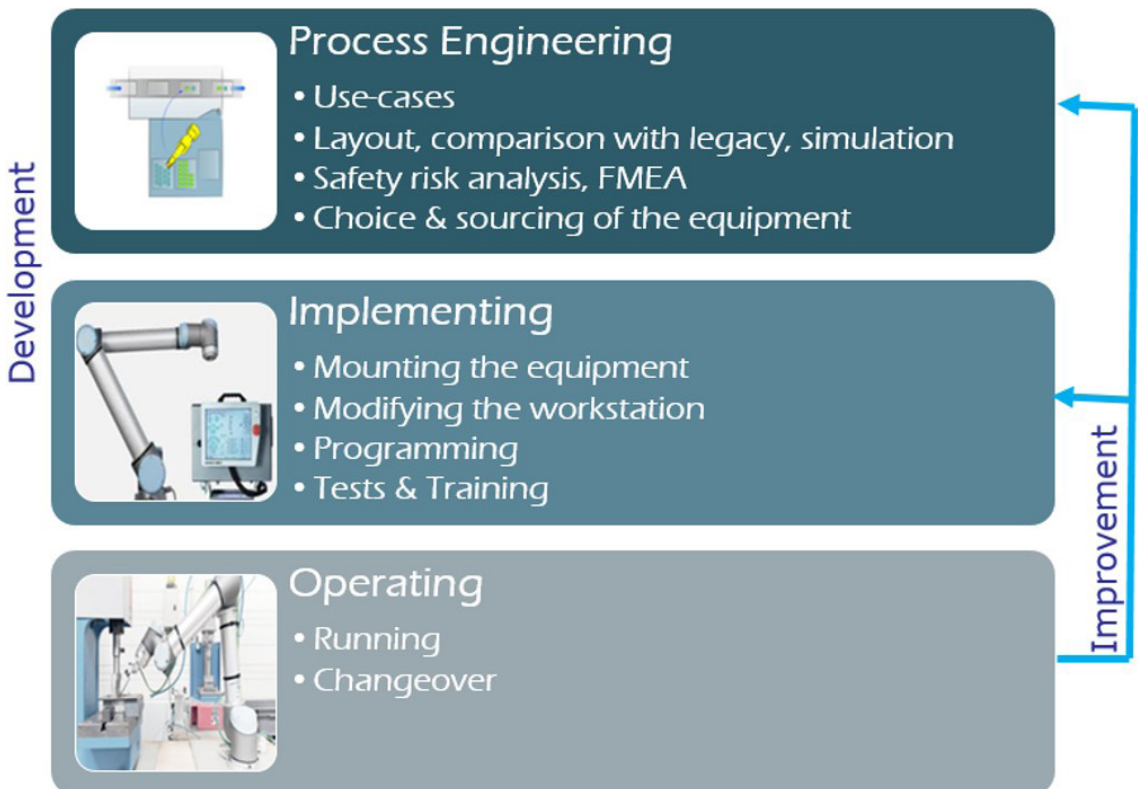 Process Engineering
• Use-cases
• Layout, comparison with legacy, simulation
• Safety risk analysis, FMEA
• Choice & sourcing of the equipment
Development
Implementing
• Mounting the equipment
• Modifying the workstation
• Programming
• Tests & Training
Improvement
Operating
• Running
• Changeover